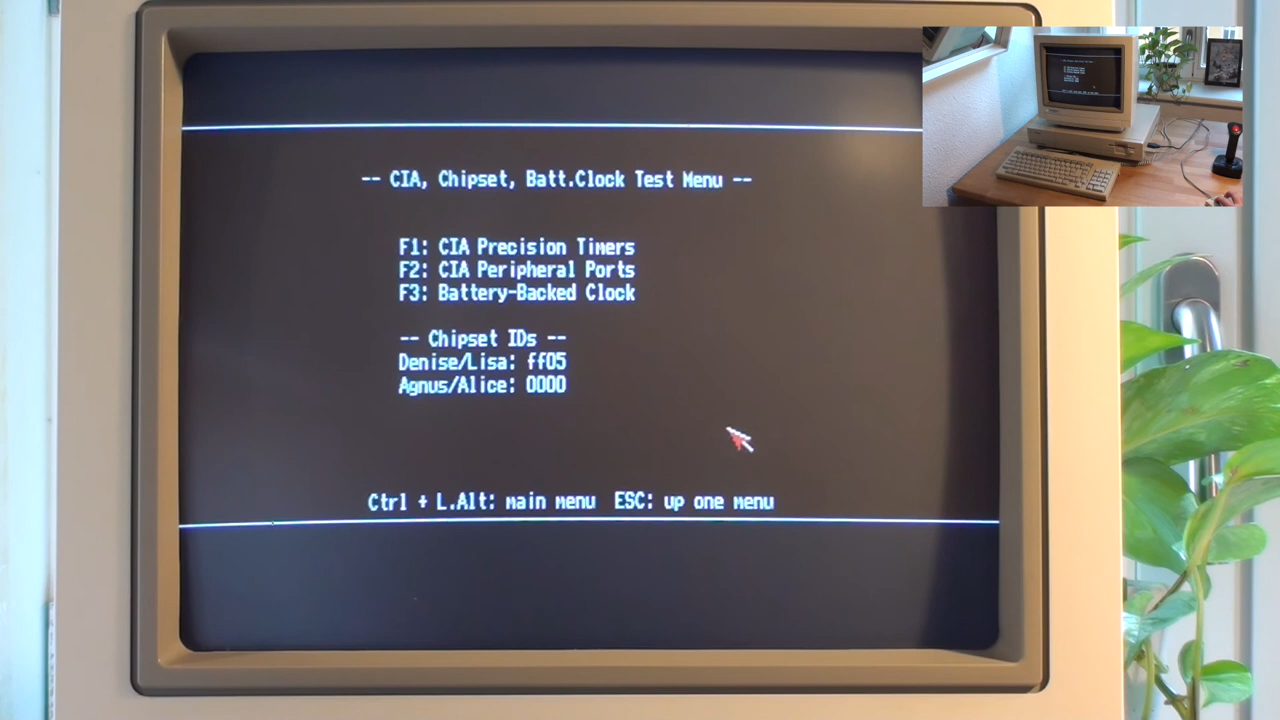 -- CIA, Chipset, Batt.Clock Test Menu --
F1: CIA Precision Timers
F2: CIA Peripheral Ports
F3: Battery-Backed Clock
-- Chipset IDs --
Denise/Lisa: ff05
Agnus/Alice: 0000
Ctrl + L.Alt: main menu ESC: up one menu